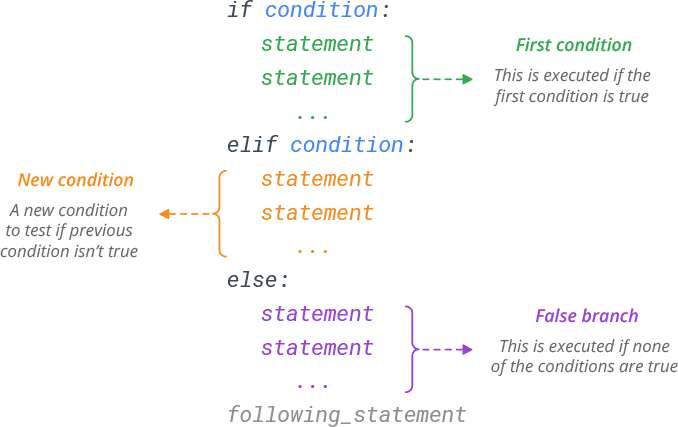 if condition:
statement
statement
...
First condition
This is executed if the
first condition is true
elif condition:
statement
statement
...
New condition
A new condition
to test if previous
condition isn’t true
else:
statement
statement
...
False branch
This is executed if none
of the conditions are true
following_statement